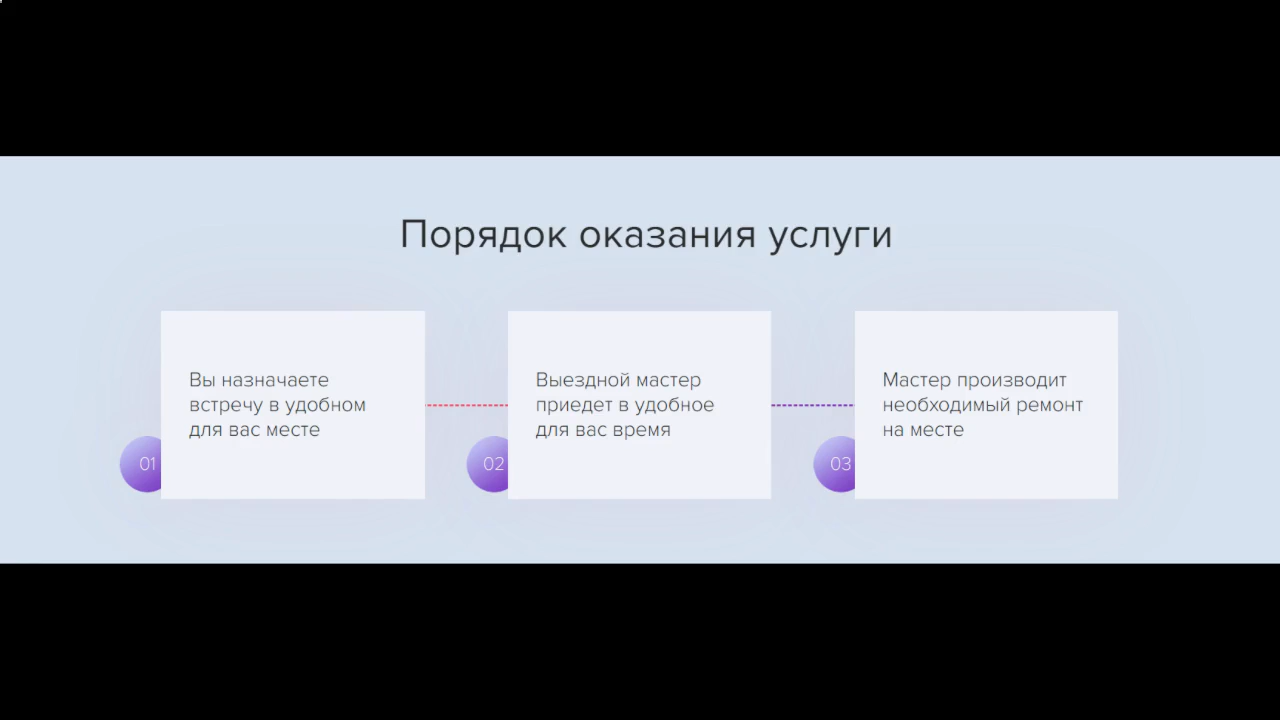 Порядок оказания услуги
Вы назначаете
встречу в удобном
для вас месте
01
Выездной мастер
приедет в удобное
для вас время
02
Мастер производит
необходимый ремонт
на месте
03